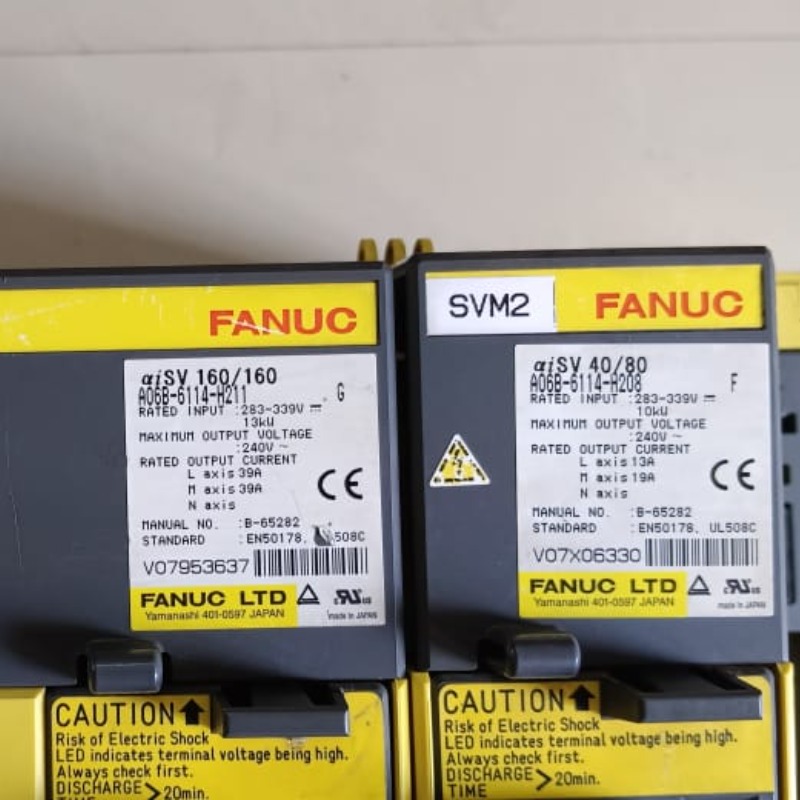 FANUC
αiSV 160/160
A06B-6114-H211 G
RATED INPUT :283-339V
13kW
MAXIMUM OUTPUT VOLTAGE
:240V ~
RATED OUTPUT CURRENT
L axis 39A
M axis 39A
N axis
CE
MANUAL NO. :B-65282
STANDARD :EN50178, 508C
V07953637
FANUC LTD
Yamanashi 401-0597 JAPAN
made in JAPAN
CAUTION
Risk of Electric Shock
LED indicates terminal voltage being high.
Always check first.
DISCHARGE > 20min.
TIME
SVM2 FANUC
αiSV 40/80
A06B-6114-H208 F
RATED INPUT :283-339V
10kW
MAXIMUM OUTPUT VOLTAGE
:240V ~
RATED OUTPUT CURRENT
L axis 13A
M axis 19A
N axis
CE
MANUAL NO. :B-65282
STANDARD :EN50178, UL508C
V07X06330
FANUC LTD
Yamanashi 401-0597 JAPAN
made in JAPAN
CAUTION
Risk of Electric Shock
LED indicates terminal voltage being high.
Always check first.
DISCHARGE > 20min.
TIME